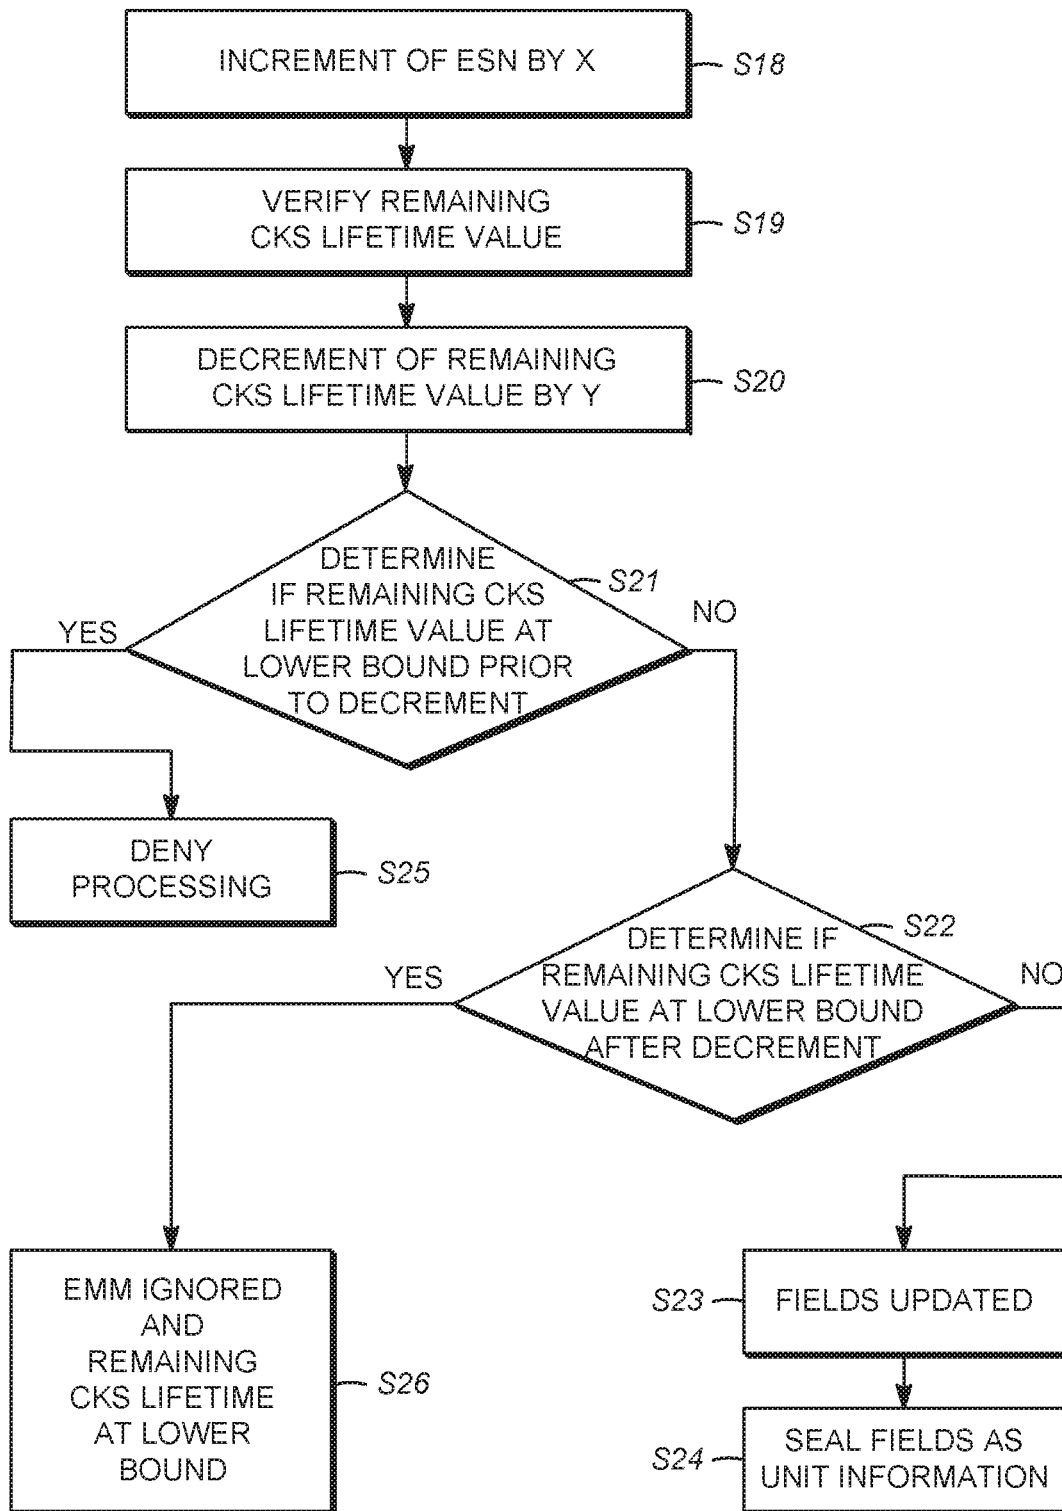 INCREMENT OF ESN BY X
S18
VERIFY REMAINING
CKS LIFETIME VALUE
S19
DECREMENT OF REMAINING
CKS LIFETIME VALUE BY Y
S20
DETERMINE
IF REMAINING CKS
LIFETIME VALUE AT
LOWER BOUND PRIOR
TO DECREMENT
S21
YES
NO
DENY
PROCESSING
S25
DETERMINE IF
REMAINING CKS LIFETIME
VALUE AT LOWER BOUND
AFTER DECREMENT
S22
YES
NO
EMM IGNORED
AND
REMAINING
CKS LIFETIME
AT LOWER
BOUND
S26
S23
FIELDS UPDATED
S24
SEAL FIELDS AS
UNIT INFORMATION